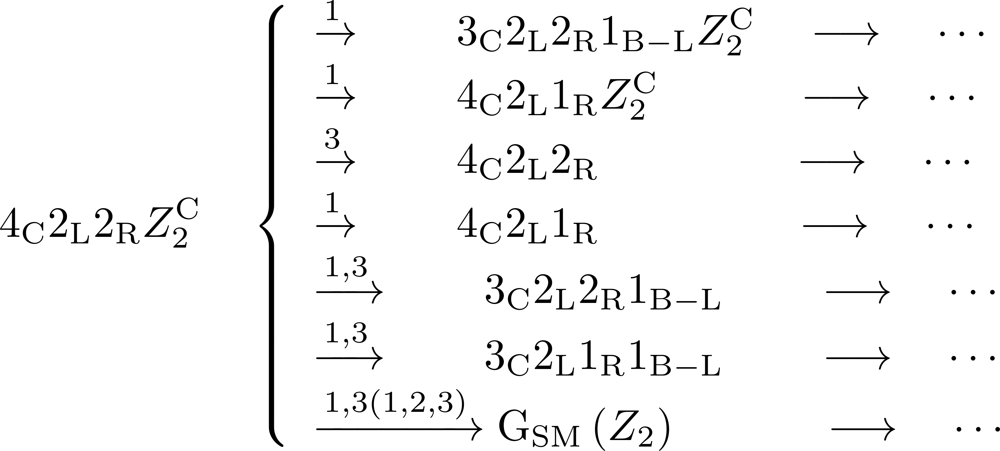 1→ 3_C 2_L 2_R 1_{B−L} Z_2^C ⟶ ···
1→ 4_C 2_L 1_R Z_2^C ⟶ ···
3→ 4_C 2_L 2_R ⟶ ···
4_C 2_L 2_R Z_2^C { 1→ 4_C 2_L 1_R ⟶ ···
1,3→ 3_C 2_L 2_R 1_{B−L} ⟶ ···
1,3→ 3_C 2_L 1_R 1_{B−L} ⟶ ···
1,3(1,2,3)→ G_{SM} (Z_2) ⟶ ···